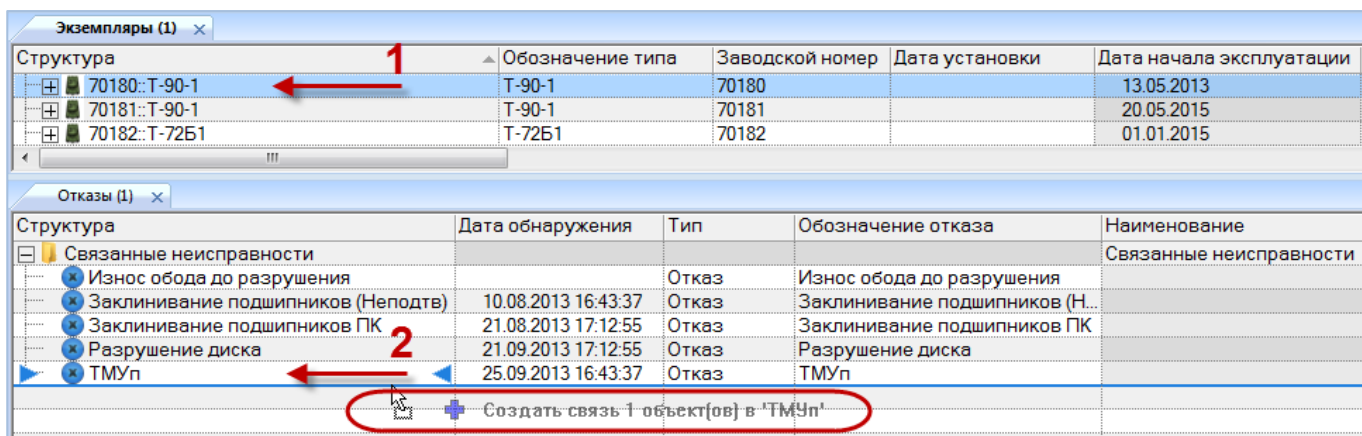 Экземпляры (1)
Структура Обозначение типа Заводской номер Дата установки Дата начала эксплуатации
1
70180::Т-90-1 Т-90-1 70180 13.05.2013
70181::Т-90-1 Т-90-1 70181 20.05.2015
70182::Т-72Б1 Т-72Б1 70182 01.01.2015
Отказы (1)
Структура Дата обнаружения Тип Обозначение отказа Наименование
Связанные неисправности Связанные неисправности
Износ обода до разрушения Отказ Износ обода до разрушения
Заклинивание подшипников (Неподтв) 10.08.2013 16:43:37 Отказ Заклинивание подшипников (Н...
Заклинивание подшипников ПК 21.08.2013 17:12:55 Отказ Заклинивание подшипников ПК
Разрушение диска 2 21.09.2013 17:12:55 Отказ Разрушение диска
ТМУп 25.09.2013 16:43:37 Отказ ТМУп
Создать связь 1 объект(ов) в 'ТМУп'